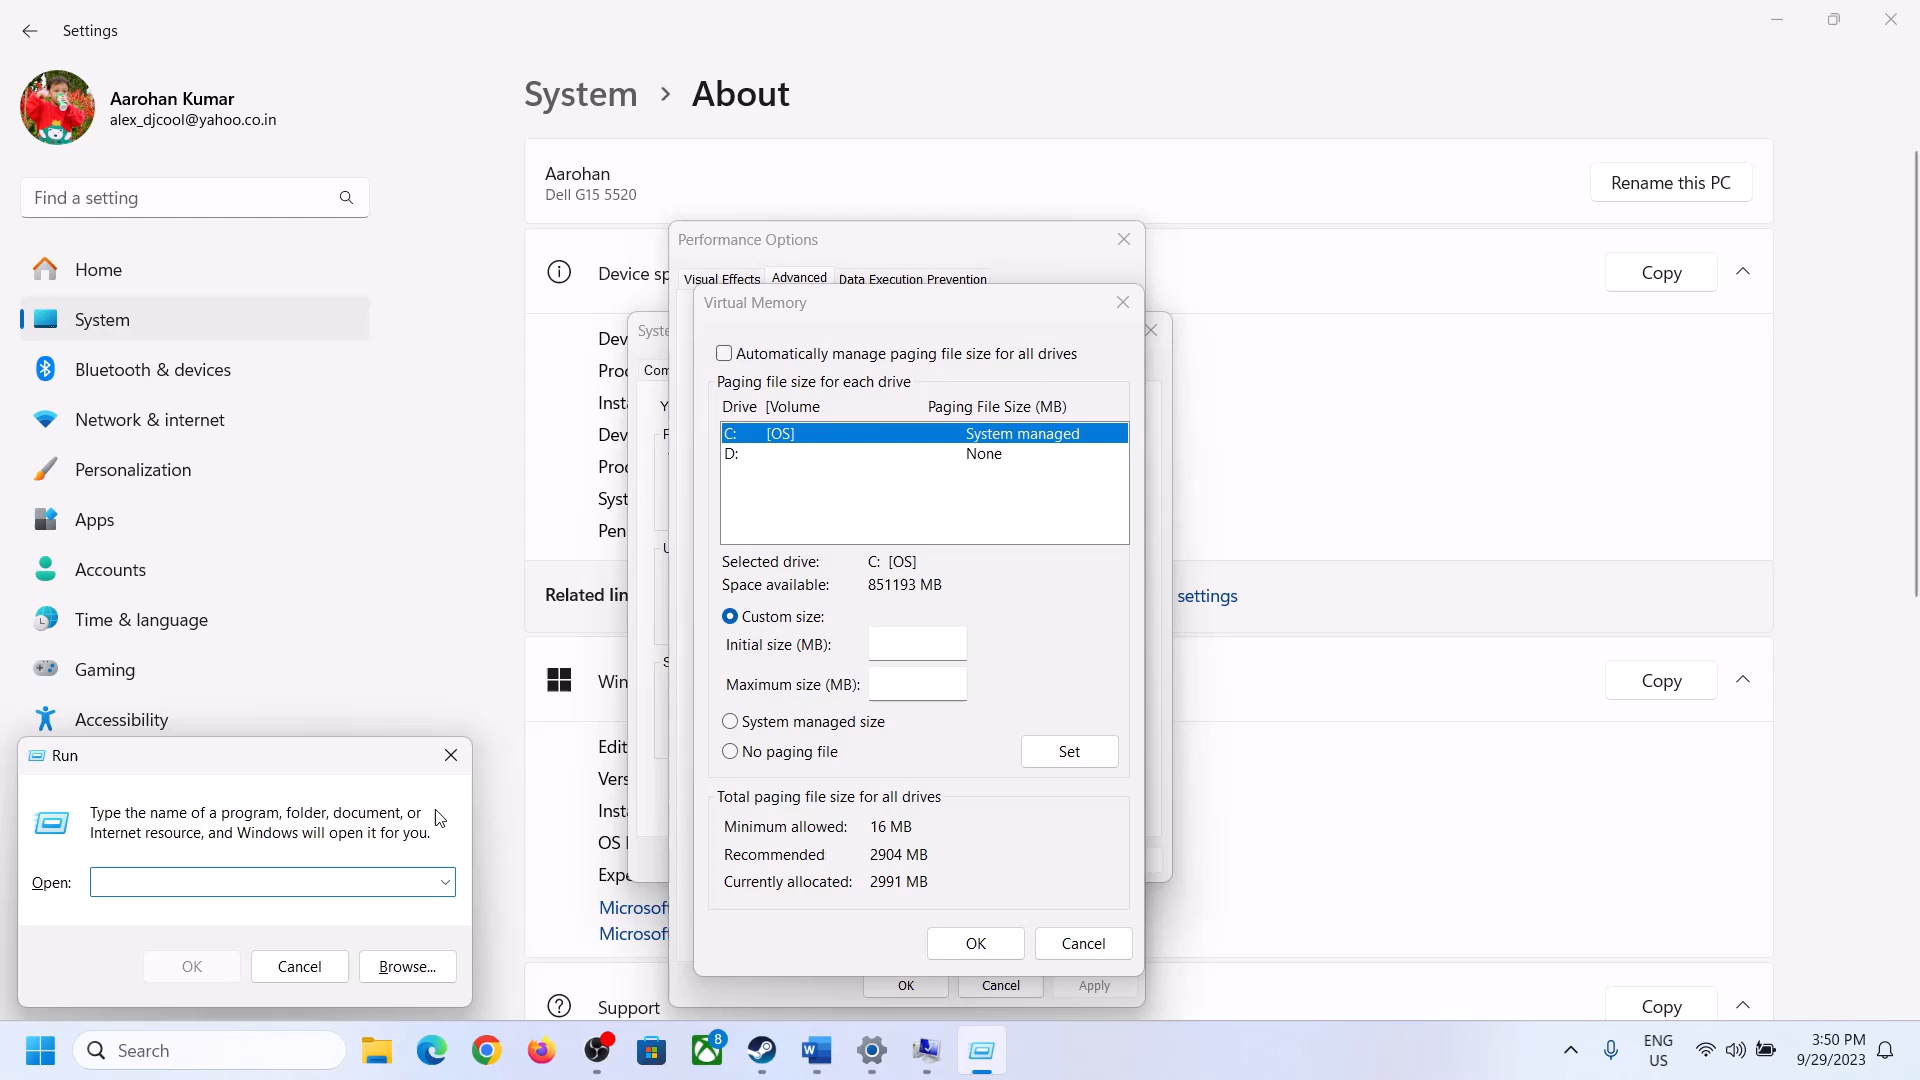 Settings
Aarohan Kumar
alex_djcool@yahoo.co.in
Find a setting
Home
System
Bluetooth & devices
Network & internet
Personalization
Apps
Accounts
Time & language
Gaming
Accessibility
System > About
Aarohan
Dell G15 5520
Rename this PC
Device sp
Copy
Dev
Proc
Insta
Dev
Proc
Syst
Pen
Related lin
settings
Win
Copy
Edit
Vers
Insta
OS
Expe
Microsof
Microsof
Support
Copy
Syste
Com
Y
Performance Options
Visual Effects
Advanced
Data Execution Prevention
OK
Cancel
Apply
Virtual Memory
Automatically manage paging file size for all drives
Paging file size for each drive
Drive [Volume Paging File Size (MB)
C: [OS] System managed
D: None
Selected drive: C: [OS]
Space available: 851193 MB
Custom size:
Initial size (MB):
Maximum size (MB):
System managed size
No paging file
Set
Total paging file size for all drives
Minimum allowed: 16 MB
Recommended 2904 MB
Currently allocated: 2991 MB
OK
Cancel
Run
Type the name of a program, folder, document, or
Internet resource, and Windows will open it for you.
Open:
OK
Cancel
Browse...
Search
8
ENG
US
3:50 PM
9/29/2023